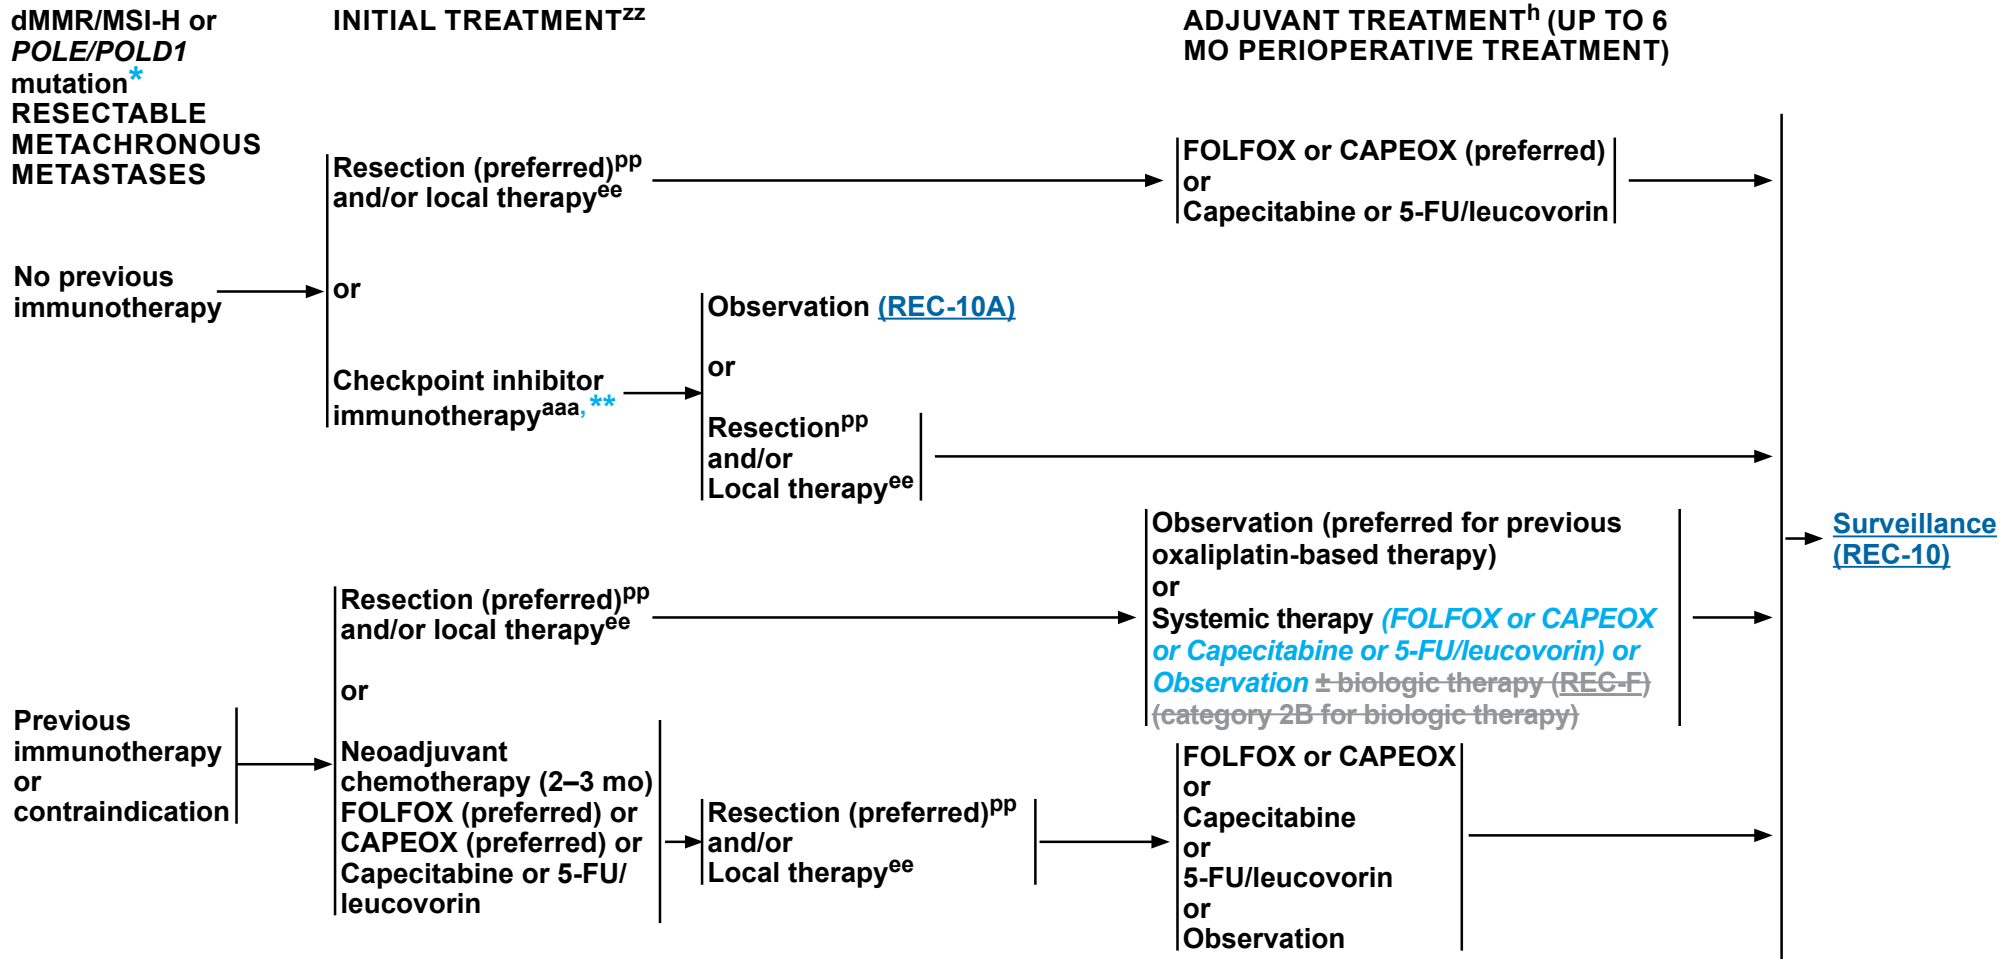 dMMR/MSI-H or
POLE/POLD1
mutation*
RESECTABLE
METACHRONOUS
METASTASES
INITIAL TREATMENTzz
ADJUVANT TREATMENTh (UP TO 6
MO PERIOPERATIVE TREATMENT)
No previous
immunotherapy
Resection (preferred)pp
and/or local therapyee
or
Checkpoint inhibitor
immunotherapyaaa, **
FOLFOX or CAPEOX (preferred)
or
Capecitabine or 5-FU/leucovorin
Observation (REC-10A)
or
Resectionpp
and/or
Local therapyee
Previous
immunotherapy
or
contraindication
Resection (preferred)pp
and/or local therapyee
or
Neoadjuvant
chemotherapy (2–3 mo)
FOLFOX (preferred) or
CAPEOX (preferred) or
Capecitabine or 5-FU/
leucovorin
Observation (preferred for previous
oxaliplatin-based therapy)
or
Systemic therapy (FOLFOX or CAPEOX
or Capecitabine or 5-FU/leucovorin) or
Observation ± biologic therapy (REC-F)
(category 2B for biologic therapy)
Resection (preferred)pp
and/or
Local therapyee
FOLFOX or CAPEOX
or
Capecitabine
or
5-FU/leucovorin
or
Observation
Surveillance
(REC-10)